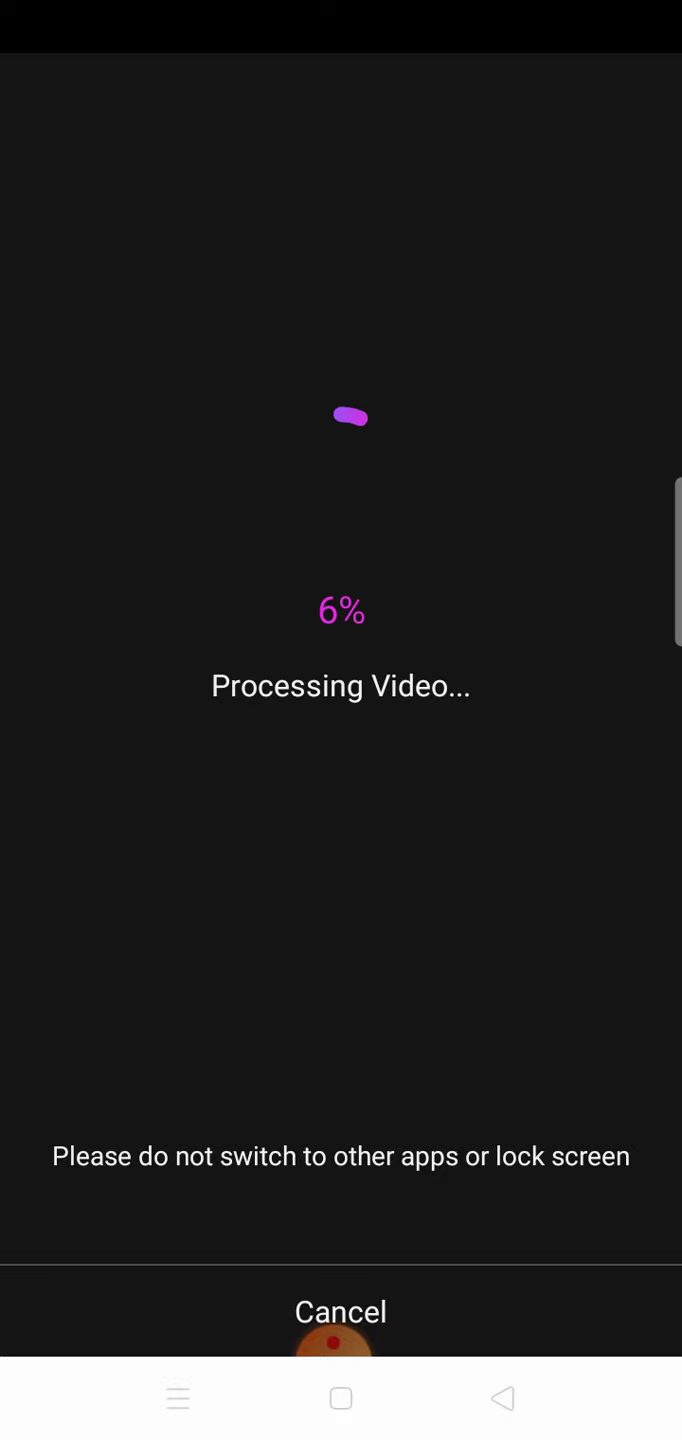 6%
Processing Video...
Please do not switch to other apps or lock screen
Cancel